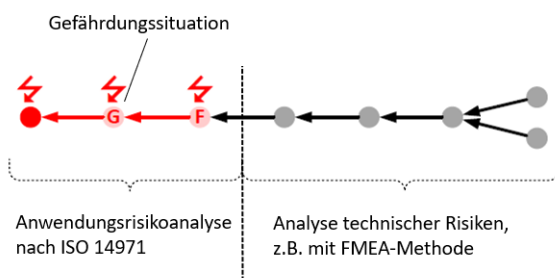 Gefährdungssituation
G
F
Anwendungsrisikoanalyse
nach ISO 14971
Analyse technischer Risiken,
z.B. mit FMEA-Methode